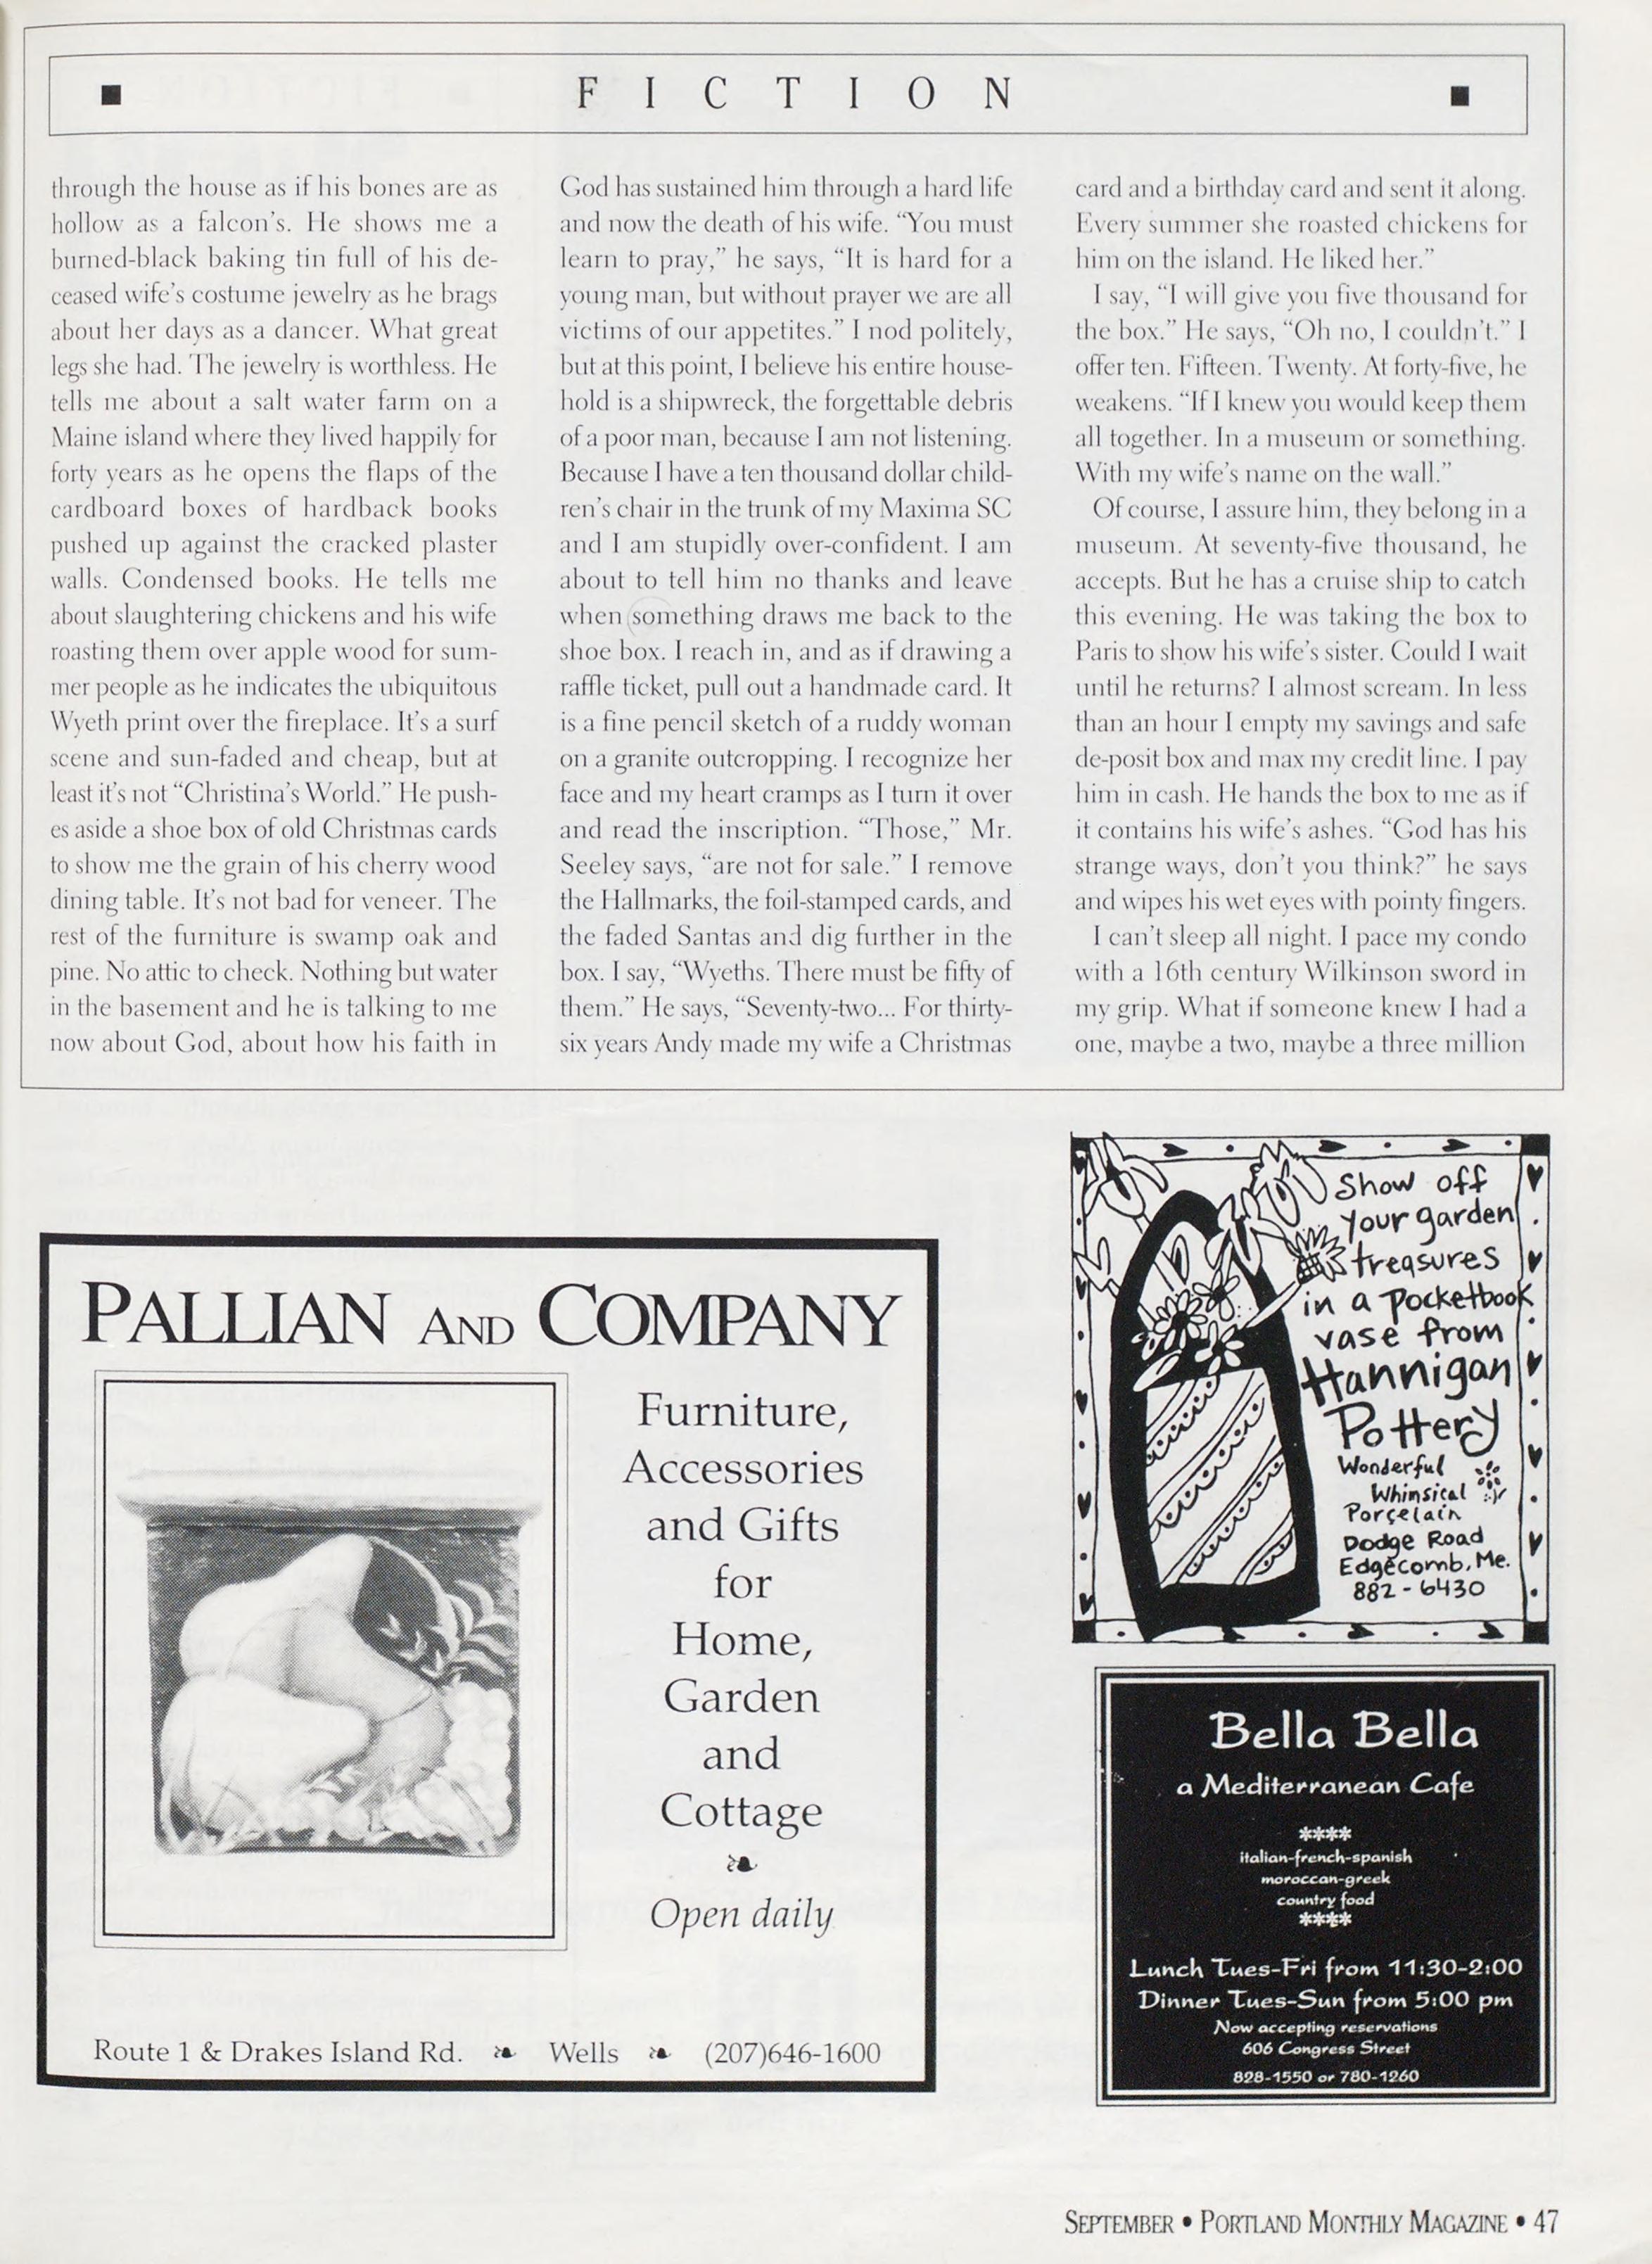 ■ FICTION ■
through the house as if his bones are as
hollow as a falcon's. He shows me a
burned-black baking tin full of his de-
ceased wife's costume jewelry as he brags
about her days as a dancer. What great
legs she had. The jewelry is worthless. He
tells me about a salt water farm on a
Maine island where they lived happily for
forty years as he opens the flaps of the
cardboard boxes of hardback books
pushed up against the cracked plaster
walls. Condensed books. He tells me
about slaughtering chickens and his wife
roasting them over apple wood for sum-
mer people as he indicates the ubiquitous
Wyeth print over the fireplace. It's a surf
scene and sun-faded and cheap, but at
least it's not “Christina's World.” He push-
es aside a shoe box of old Christmas cards
to show me the grain of his cherry wood
dining table. It's not bad for veneer. The
rest of the furniture is swamp oak and
pine. No attic to check. Nothing but water
in the basement and he is talking to me
now about God, about how his faith in
God has sustained him through a hard life
and now the death of his wife. “You must
learn to pray,” he says, “It is hard for a
young man, but without prayer we are all
victims of our appetites.” I nod politely,
but at this point, I believe his entire house-
hold is a shipwreck, the forgettable debris
of a poor man, because I am not listening.
Because I have a ten thousand dollar child-
ren's chair in the trunk of my Maxima SC
and I am stupidly over-confident. I am
about to tell him no thanks and leave
when something draws me back to the
shoe box. I reach in, and as if drawing a
raffle ticket, pull out a handmade card. It
is a fine pencil sketch of a ruddy woman
on a granite outcropping. I recognize her
face and my heart cramps as I turn it over
and read the inscription. “Those,” Mr.
Seeley says, “are not for sale.” I remove
the Hallmarks, the foil-stamped cards, and
the faded Santas and dig further in the
box. I say, “Wyeths. There must be fifty of
them.” He says, “Seventy-two... For thirty-
six years Andy made my wife a Christmas
card and a birthday card and sent it along.
Every summer she roasted chickens for
him on the island. He liked her.”
I say, “I will give you five thousand for
the box.” He says, “Oh no, I couldn't.” I
offer ten. Fifteen. Twenty. At forty-five, he
weakens. “If I knew you would keep them
all together. In a museum or something.
With my wife's name on the wall.”
Of course, I assure him, they belong in a
museum. At seventy-five thousand, he
accepts. But he has a cruise ship to catch
this evening. He was taking the box to
Paris to show his wife's sister. Could I wait
until he returns? I almost scream. In less
than an hour I empty my savings and safe
de-posit box and max my credit line. I pay
him in cash. He hands the box to me as if
it contains his wife's ashes. “God has his
strange ways, don't you think?” he says
and wipes his wet eyes with pointy fingers.
I can't sleep all night. I pace my condo
with a 16th century Wilkinson sword in
my grip. What if someone knew I had a
one, maybe a two, maybe a three million
PALLIAN AND COMPANY
Furniture,
Accessories
and Gifts
for
Home,
Garden
and
Cottage
Open daily
Route 1 & Drakes Island Rd. Wells (207)646-1600
Show off
your garden
treasures
in a pocketbook
vase from
Hannigan
Pottery
Wonderful
Whimsical
Porcelain
Dodge Road
Edgecomb, Me.
882-6430
Bella Bella
a Mediterranean Cafe
****
italian-french-spanish
moroccan-greek
country food
****
Lunch Tues-Fri from 11:30-2:00
Dinner Tues-Sun from 5:00 pm
Now accepting reservations
606 Congress Street
828-1550 or 780-1260
SEPTEMBER • PORTLAND MONTHLY MAGAZINE • 47